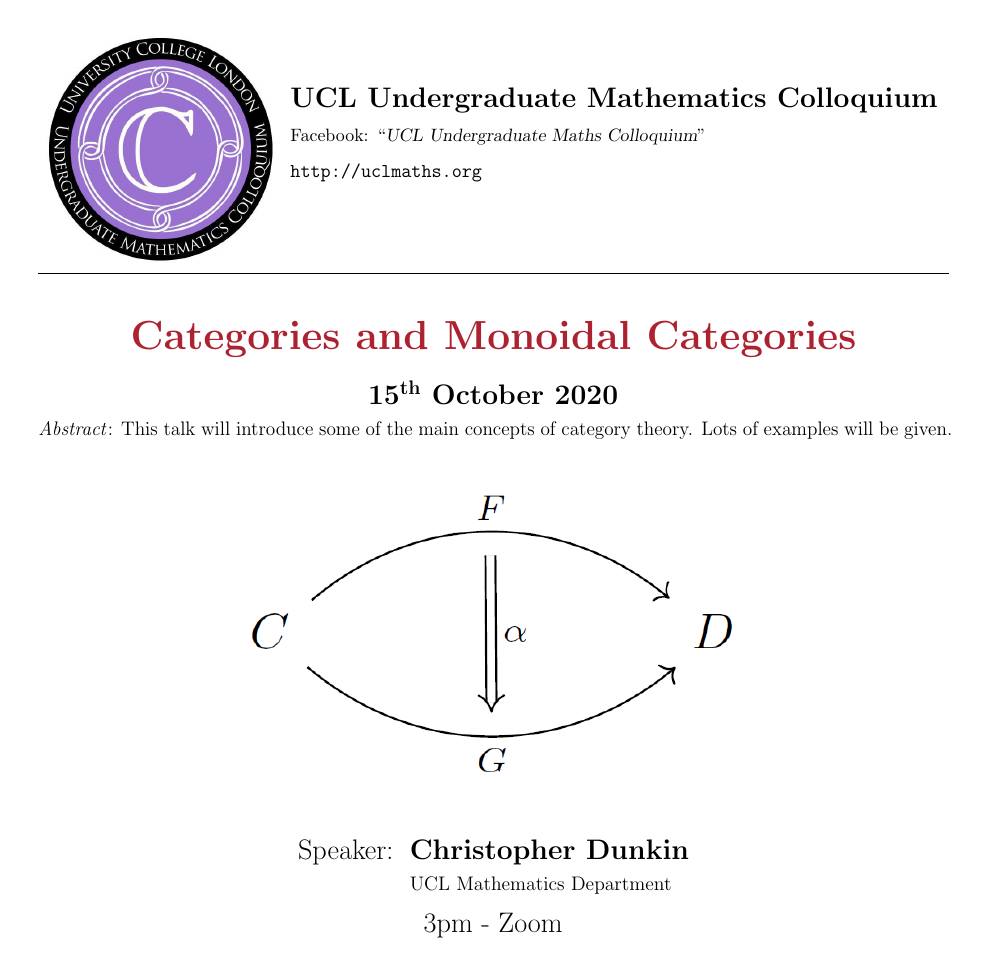 UNIVERSITY COLLEGE LONDON
UNDERGRADUATE MATHEMATICS COLLOQUIUM
C
UCL Undergraduate Mathematics Colloquium
Facebook: “UCL Undergraduate Maths Colloquium”
http://uclmaths.org
Categories and Monoidal Categories
15th October 2020
Abstract: This talk will introduce some of the main concepts of category theory. Lots of examples will be given.
F
C α D
G
Speaker: Christopher Dunkin
UCL Mathematics Department
3pm - Zoom